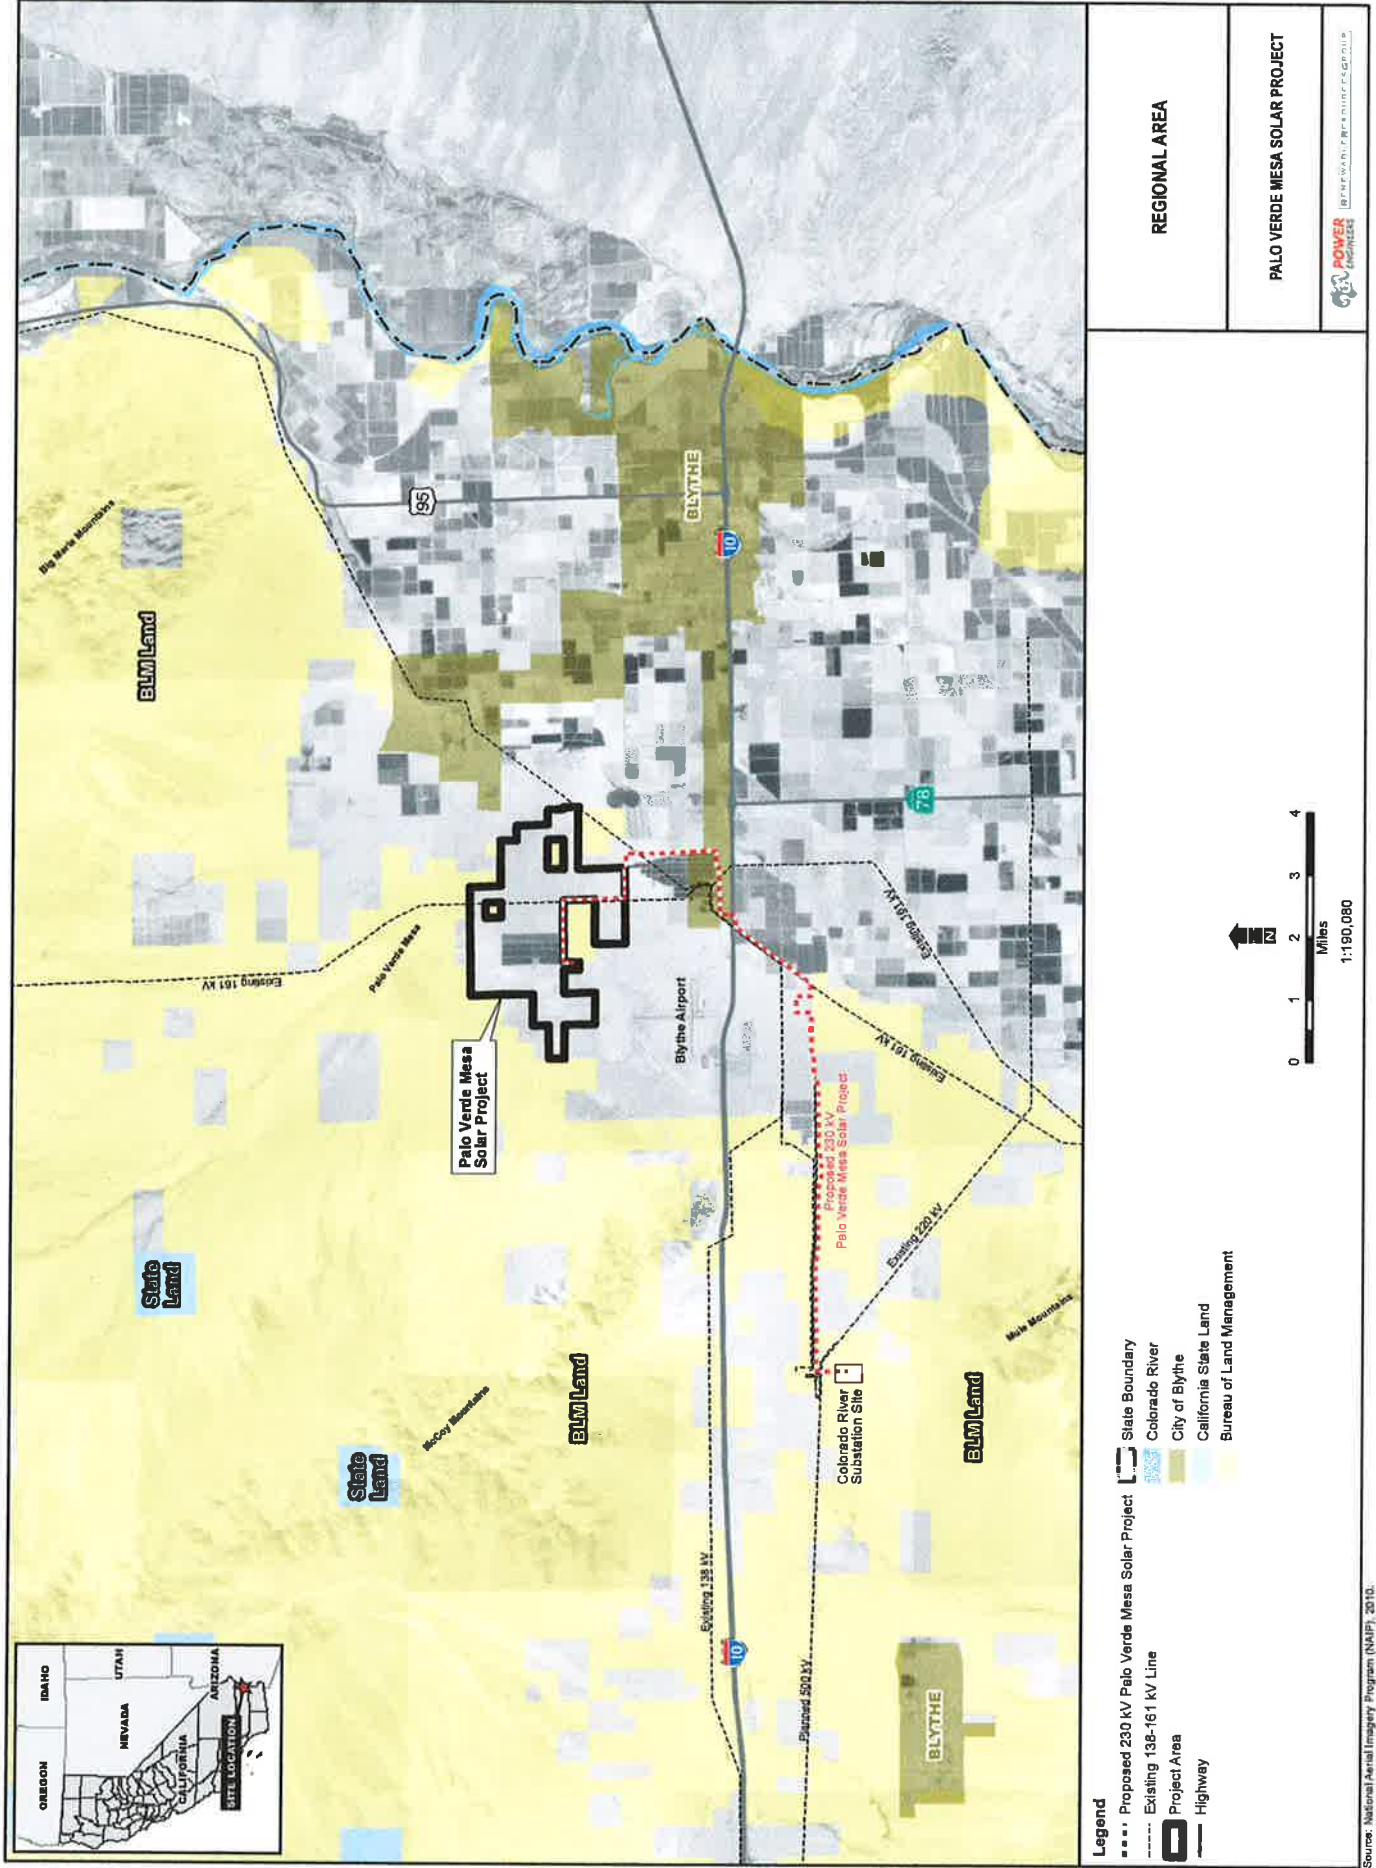 OREGON
IDAHO
NEVADA
UTAH
CALIFORNIA
ARIZONA
SITE LOCATION
Big Maria Mountains
BLM Land
State
Land
State
Land
McCoy Mountains
BLM Land
Existing 161 kV
Palo Verde Mesa
Palo Verde Mesa
Solar Project
95
BLYTHE
10
Blythe Airport
Existing 138 kV
10
78
Existing 161 kV
Existing 161 kV
Proposed 230 kV
Palo Verde Mesa Solar Project
Existing 220 kV
Colorado River
Substation Site
Planned 500 kV
Mule Mountains
BLM Land
BLYTHE
Legend
Proposed 230 kV Palo Verde Mesa Solar Project
Existing 138-161 kV Line
Project Area
Highway
State Boundary
Colorado River
City of Blythe
California State Land
Bureau of Land Management
N
0 1 2 3 4
Miles
1:190,080
REGIONAL AREA
PALO VERDE MESA SOLAR PROJECT
POWER
ENGINEERS
Source: National Aerial Imagery Program (NAIP), 2010.